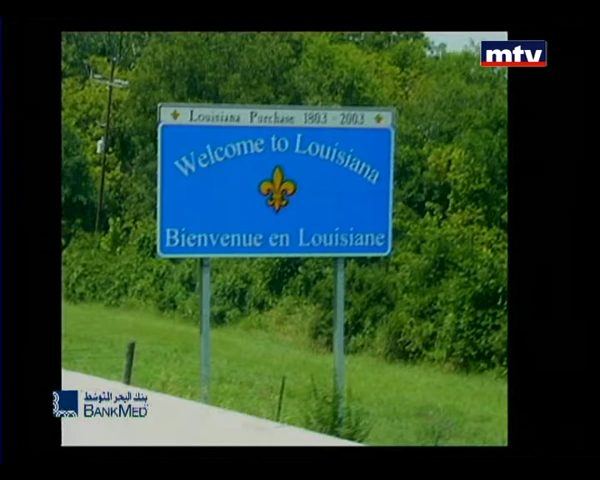 mtv
Louisiana Purchase 1803 - 2003
Welcome to Louisiana
Bienvenue en Louisiane
بنك البحر المتوسط
BANKMED